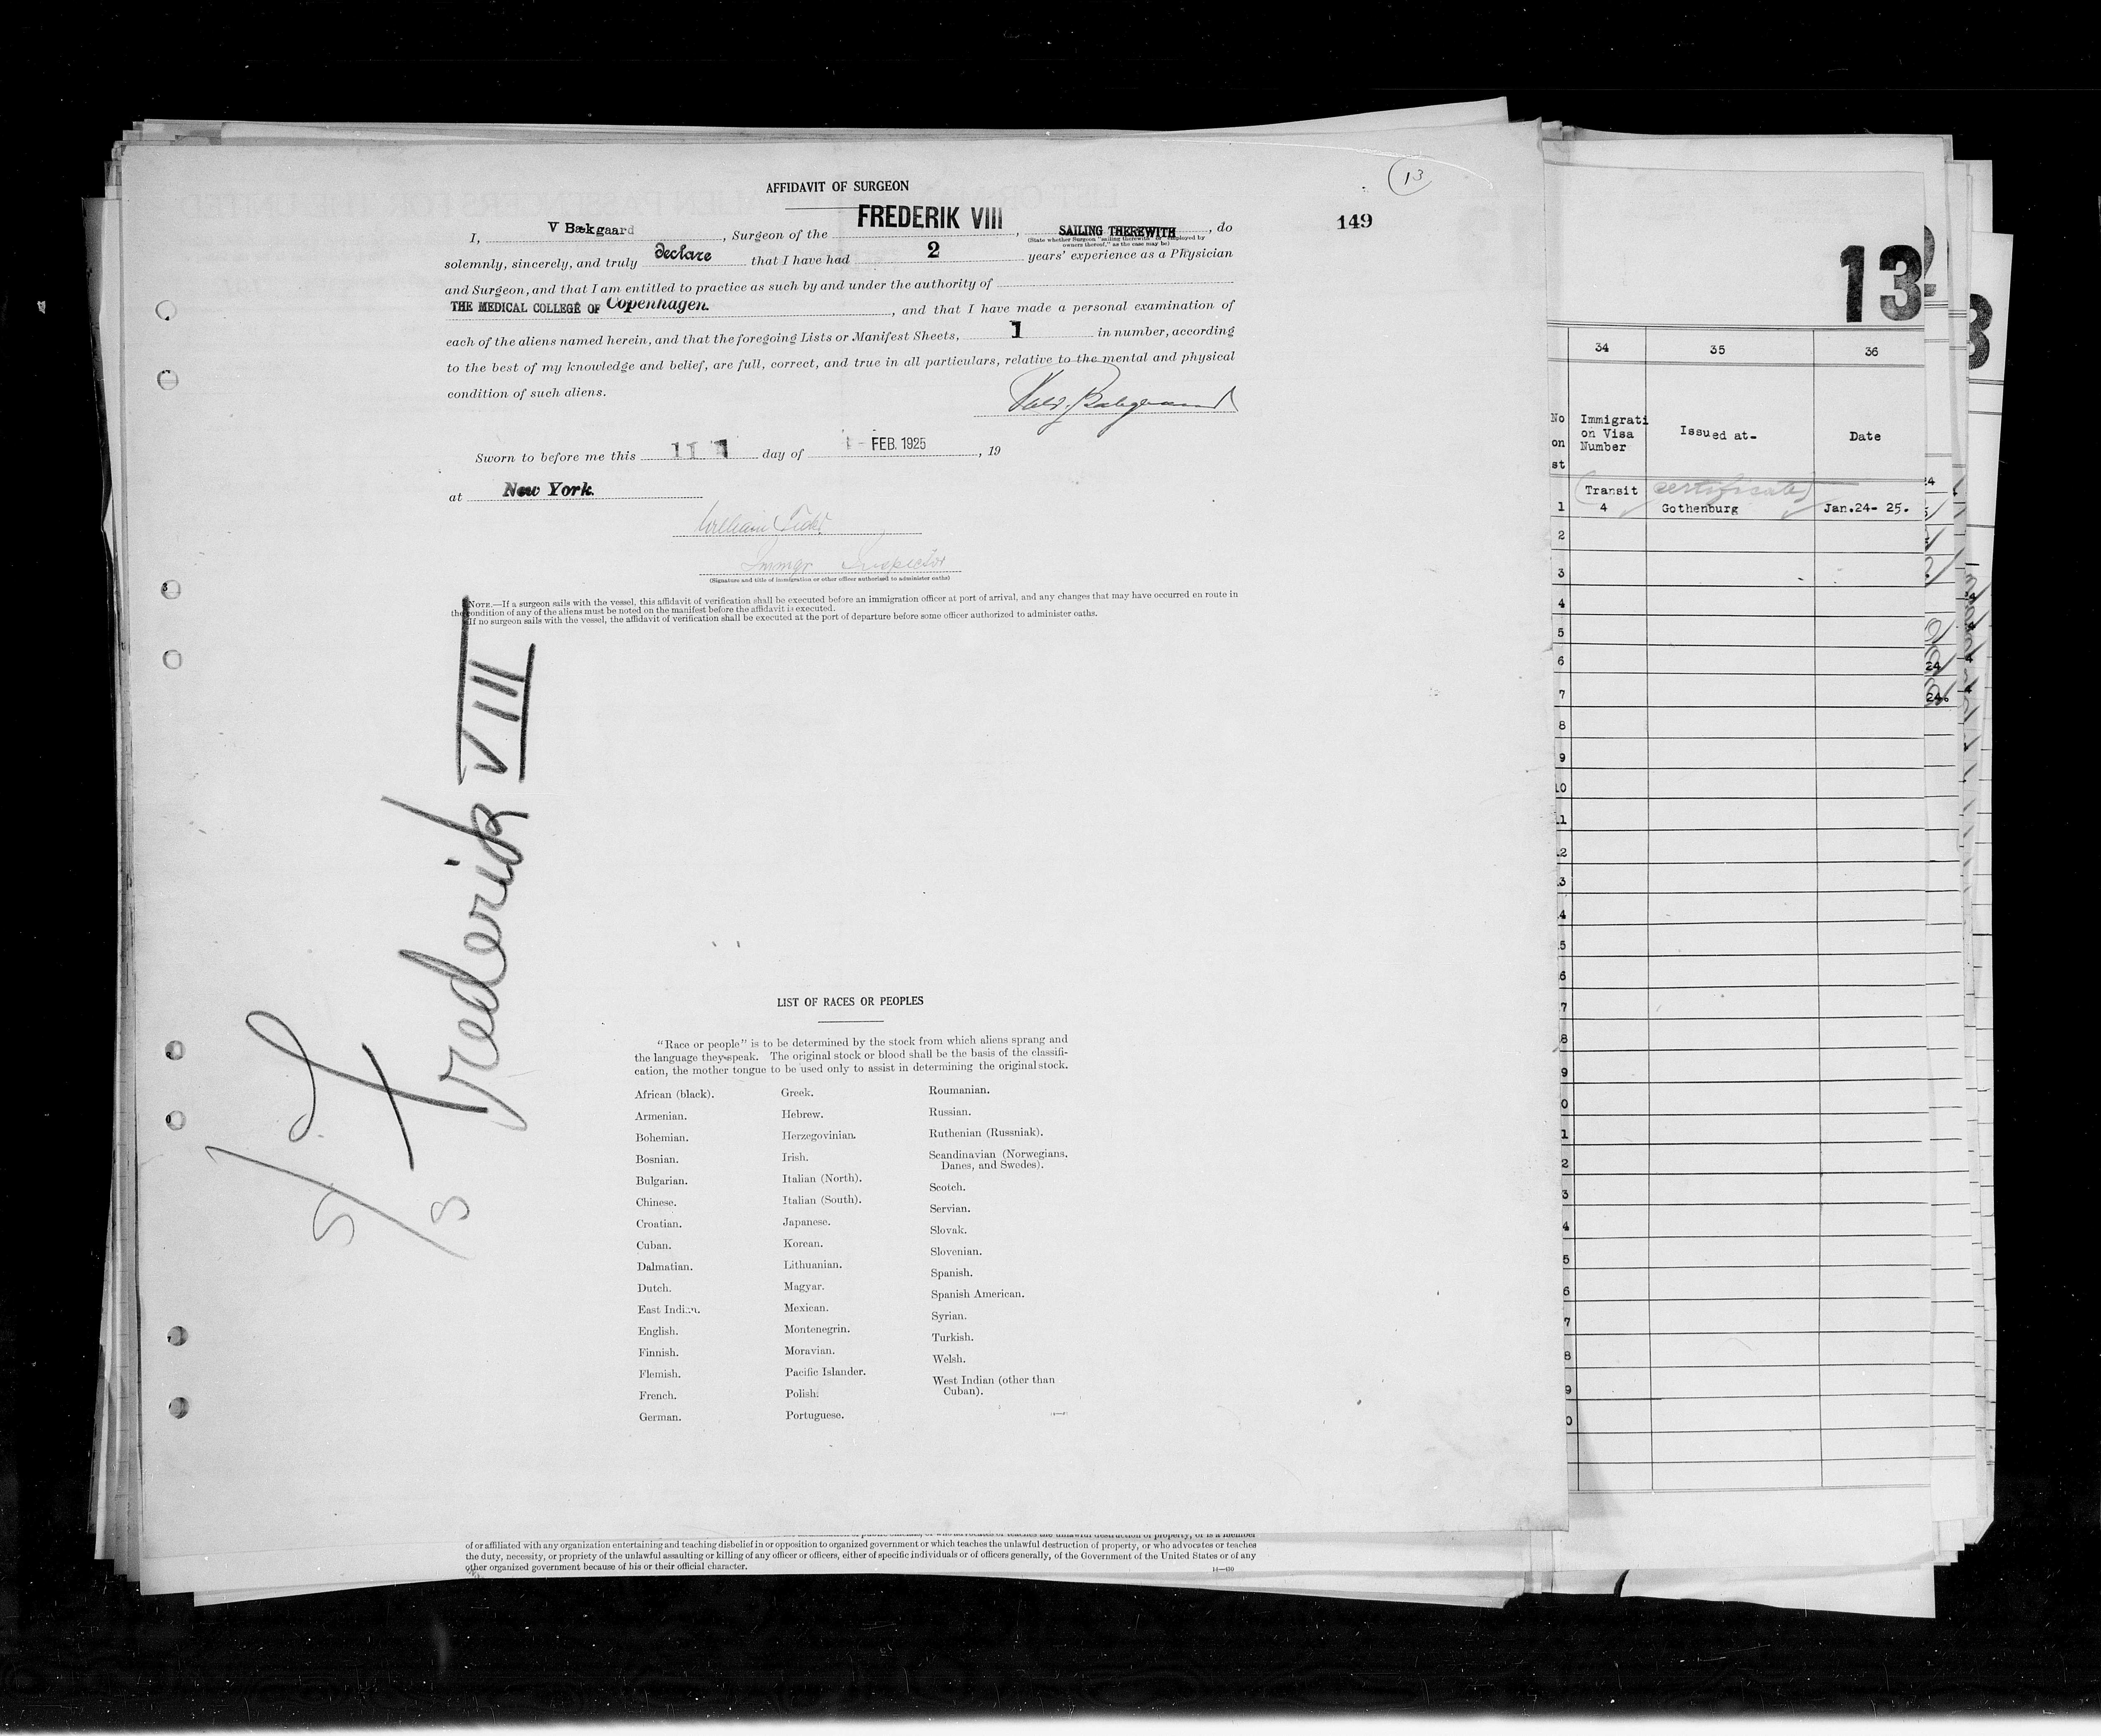 AFFIDAVIT OF SURGEON
13
149
I, V Bækgaard, Surgeon of the FREDERIK VIII, SAILING THEREWITH, do
(State whether Surgeon "sailing therewith" or employed by
owners thereof," as the case may be)
solemnly, sincerely, and truly declare that I have had 2 years' experience as a Physician
and Surgeon, and that I am entitled to practice as such by and under the authority of
THE MEDICAL COLLEGE OF Copenhagen., and that I have made a personal examination of
each of the aliens named herein, and that the foregoing Lists or Manifest Sheets, 1 in number, according
to the best of my knowledge and belief, are full, correct, and true in all particulars, relative to the mental and physical
condition of such aliens.
Sworn to before me this 11 day of FEB. 1925, 19
at New York.
William
Immgr Inspector
(Signature and title of immigration or other officer authorized to administer oaths)
NOTE.—If a surgeon sails with the vessel, this affidavit of verification shall be executed before an immigration officer at port of arrival, and any changes that may have occurred en route in
the condition of any of the aliens must be noted on the manifest before the affidavit is executed.
If no surgeon sails with the vessel, the affidavit of verification shall be executed at the port of departure before some officer authorized to administer oaths.
Frederik VIII
LIST OF RACES OR PEOPLES
"Race or people" is to be determined by the stock from which aliens sprang and
the language they speak. The original stock or blood shall be the basis of the classifi-
cation, the mother tongue to be used only to assist in determining the original stock.
African (black).
Armenian.
Bohemian.
Bosnian.
Bulgarian.
Chinese.
Croatian.
Cuban.
Dalmatian.
Dutch.
East Indian.
English.
Finnish.
Flemish.
French.
German.
Greek.
Hebrew.
Herzegovinian.
Irish.
Italian (North).
Italian (South).
Japanese.
Korean.
Lithuanian.
Magyar.
Mexican.
Montenegrin.
Moravian.
Pacific Islander.
Polish.
Portuguese.
Roumanian.
Russian.
Ruthenian (Russniak).
Scandinavian (Norwegians,
Danes, and Swedes).
Scotch.
Servian.
Slovak.
Slovenian.
Spanish.
Spanish American.
Syrian.
Turkish.
Welsh.
West Indian (other than
Cuban).
of or affiliated with any organization entertaining and teaching disbelief in or opposition to organized government or which teaches the unlawful destruction of property, or who advocates or teaches
the duty, necessity, or propriety of the unlawful assaulting or killing of any officer or officers, either of specific individuals or of officers generally, of the Government of the United States or of any
other organized government because of his or their official character.
13
34 35 36
No
on
st
Immigrati
on Visa
Number
Issued at-
Date
Transit certificate
1 4 Gothenburg Jan.24- 25.
2
3
4
5
6
7
8
9
10
11